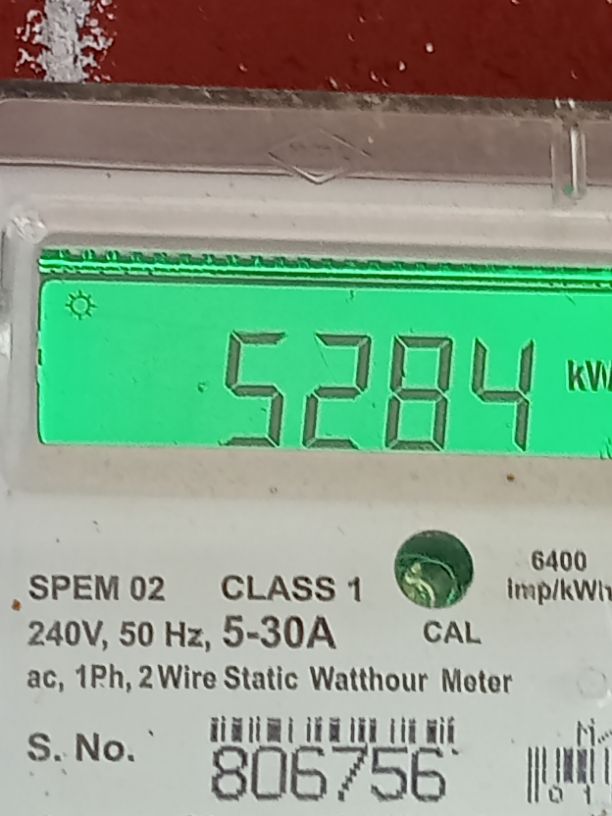 5284 kW
6400
SPEM 02 CLASS 1 imp/kWh
240V, 50 Hz, 5-30A CAL
ac, 1Ph, 2 Wire Static Watthour Meter
S. No. 806756